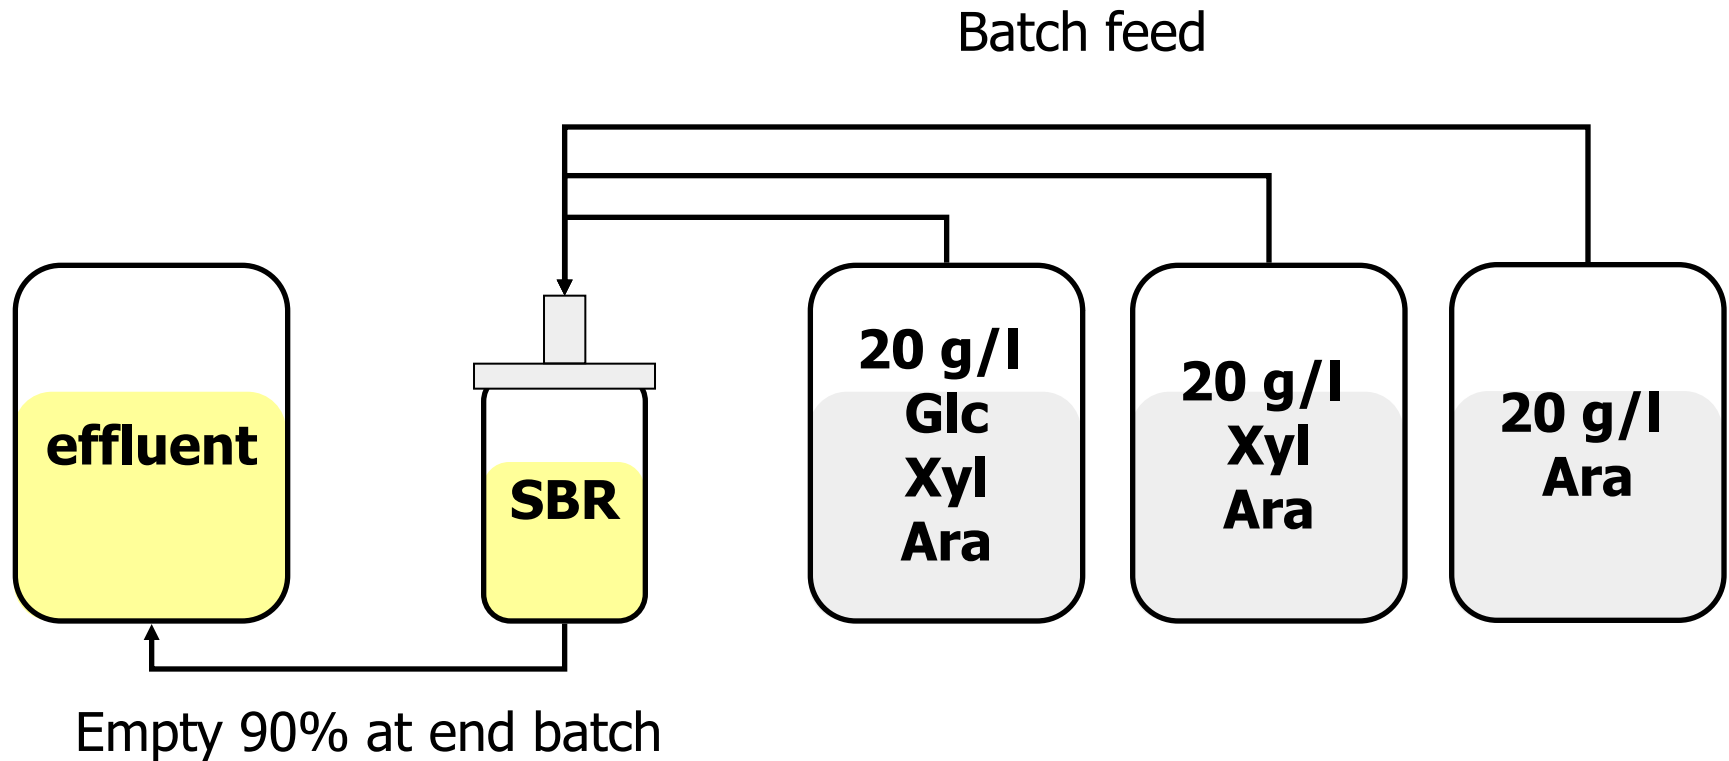 Batch feed
effluent
SBR
20 g/l
Glc
Xyl
Ara
20 g/l
Xyl
Ara
20 g/l
Ara
Empty 90% at end batch